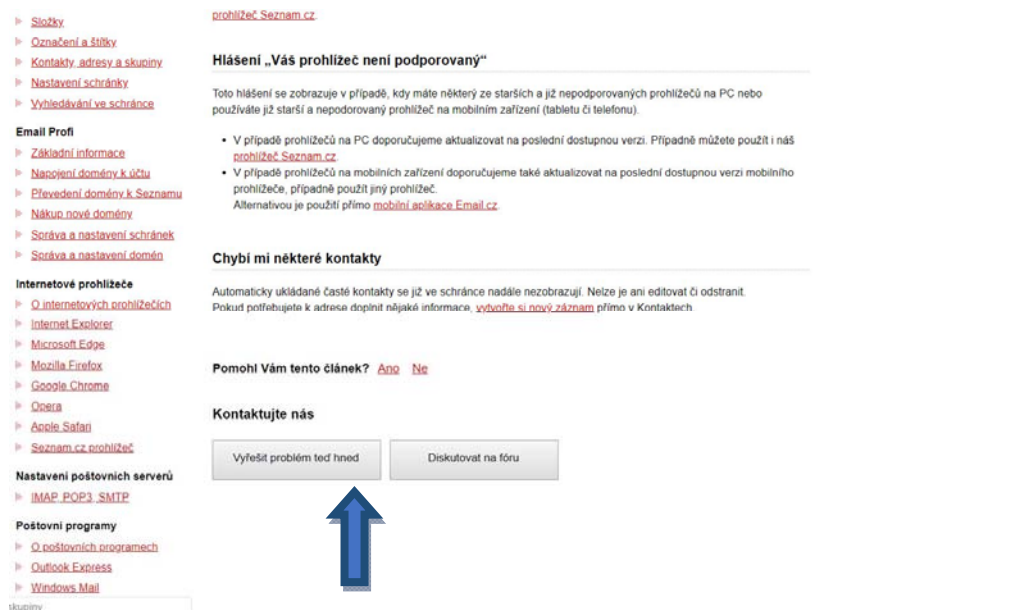 Složky
Označení a štítky
Kontakty, adresy a skupiny
Nastavení schránky
Vyhledávání ve schránce
Email Profi
Základní informace
Napojení domény k účtu
Převedení domény k Seznamu
Nákup nové domény
Správa a nastavení schránek
Správa a nastavení domén
Internetové prohlížeče
O internetových prohlížečích
Internet Explorer
Microsoft Edge
Mozilla Firefox
Google Chrome
Opera
Apple Safari
Seznam.cz prohlížeč
Nastavení poštovních serverů
IMAP, POP3, SMTP
Poštovní programy
O poštovních programech
Outlook Express
Windows Mail
skupiny
prohlížeč Seznam.cz.
Hlášení „Váš prohlížeč není podporovaný“
Toto hlášení se zobrazuje v případě, kdy máte některý ze starších a již nepodporovaných prohlížečů na PC nebo
používáte již starší a nepodorovaný prohlížeč na mobilním zařízení (tabletu či telefonu).
• V případě prohlížečů na PC doporučujeme aktualizovat na poslední dostupnou verzi. Případně můžete použít i náš
prohlížeč Seznam.cz.
• V případě prohlížečů na mobilních zařízení doporučujeme také aktualizovat na poslední dostupnou verzi mobilního
prohlížeče, případně použít jiný prohlížeč.
Alternativou je použití přímo mobilní aplikace Email.cz.
Chybí mi některé kontakty
Automaticky ukládané časté kontakty se již ve schránce nadále nezobrazují. Nelze je ani editovat či odstranit.
Pokud potřebujete k adrese doplnit nějaké informace, vytvořte si nový záznam přímo v Kontaktech.
Pomohl Vám tento článek? Ano Ne
Kontaktujte nás
Vyřešit problém teď hned
Diskutovat na fóru